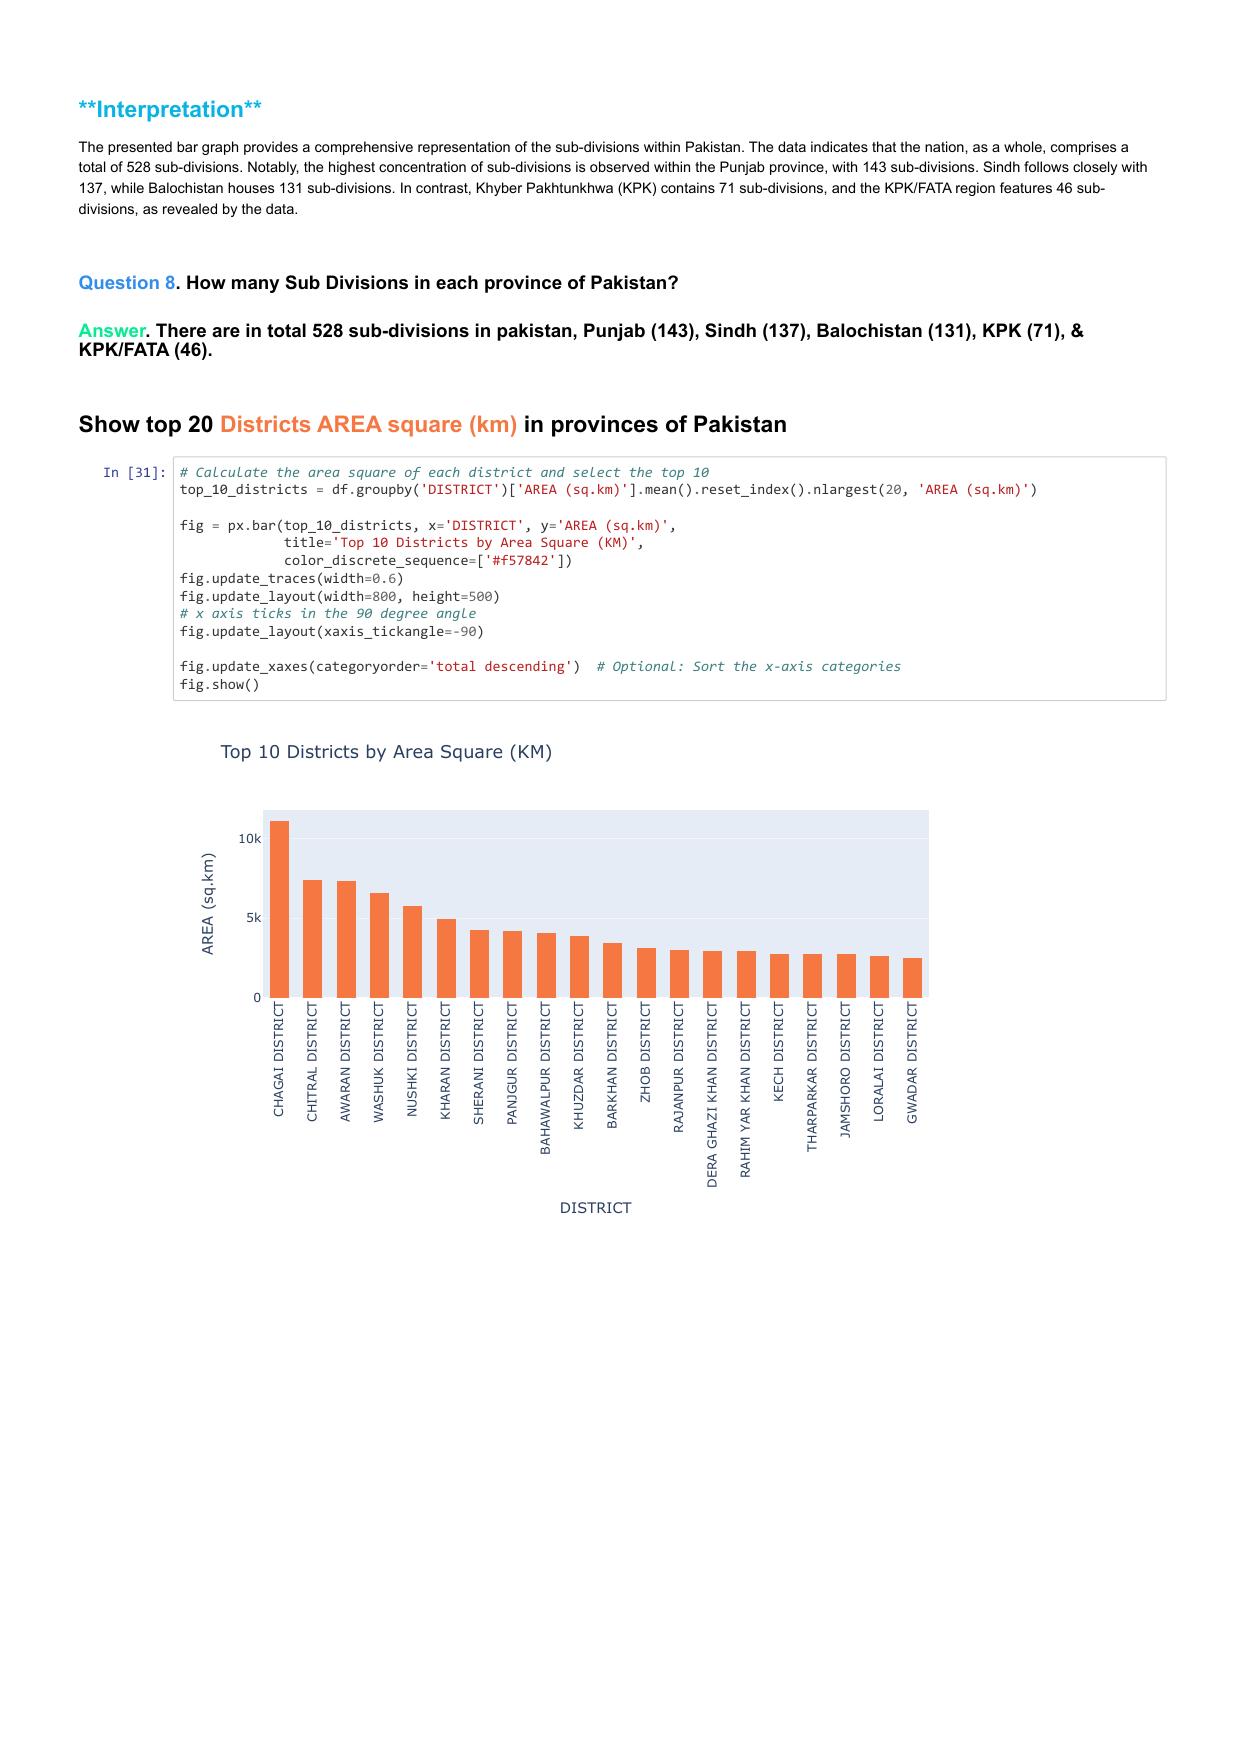 **Interpretation**
The presented bar graph provides a comprehensive representation of the sub-divisions within Pakistan. The data indicates that the nation, as a whole, comprises a
total of 528 sub-divisions. Notably, the highest concentration of sub-divisions is observed within the Punjab province, with 143 sub-divisions. Sindh follows closely with
137, while Balochistan houses 131 sub-divisions. In contrast, Khyber Pakhtunkhwa (KPK) contains 71 sub-divisions, and the KPK/FATA region features 46 sub-
divisions, as revealed by the data.
Question 8. How many Sub Divisions in each province of Pakistan?
Answer. There are in total 528 sub-divisions in pakistan, Punjab (143), Sindh (137), Balochistan (131), KPK (71), &
KPK/FATA (46).
Show top 20 Districts AREA square (km) in provinces of Pakistan
In [31]:
# Calculate the area square of each district and select the top 10
top_10_districts = df.groupby('DISTRICT')['AREA (sq.km)'].mean().reset_index().nlargest(20, 'AREA (sq.km)')
fig = px.bar(top_10_districts, x='DISTRICT', y='AREA (sq.km)',
title='Top 10 Districts by Area Square (KM)',
color_discrete_sequence=['#f57842'])
fig.update_traces(width=0.6)
fig.update_layout(width=800, height=500)
# x axis ticks in the 90 degree angle
fig.update_layout(xaxis_tickangle=-90)
fig.update_xaxes(categoryorder='total descending')  # Optional: Sort the x-axis categories
fig.show()
Top 10 Districts by Area Square (KM)
AREA (sq.km)
10k
5k
0
CHAGAI DISTRICT
CHITRAL DISTRICT
AWARAN DISTRICT
WASHUK DISTRICT
NUSHKI DISTRICT
KHARAN DISTRICT
SHERANI DISTRICT
PANJGUR DISTRICT
BAHAWALPUR DISTRICT
KHUZDAR DISTRICT
BARKHAN DISTRICT
ZHOB DISTRICT
RAJANPUR DISTRICT
DERA GHAZI KHAN DISTRICT
RAHIM YAR KHAN DISTRICT
KECH DISTRICT
THARPARKAR DISTRICT
JAMSHORO DISTRICT
LORALAI DISTRICT
GWADAR DISTRICT
DISTRICT